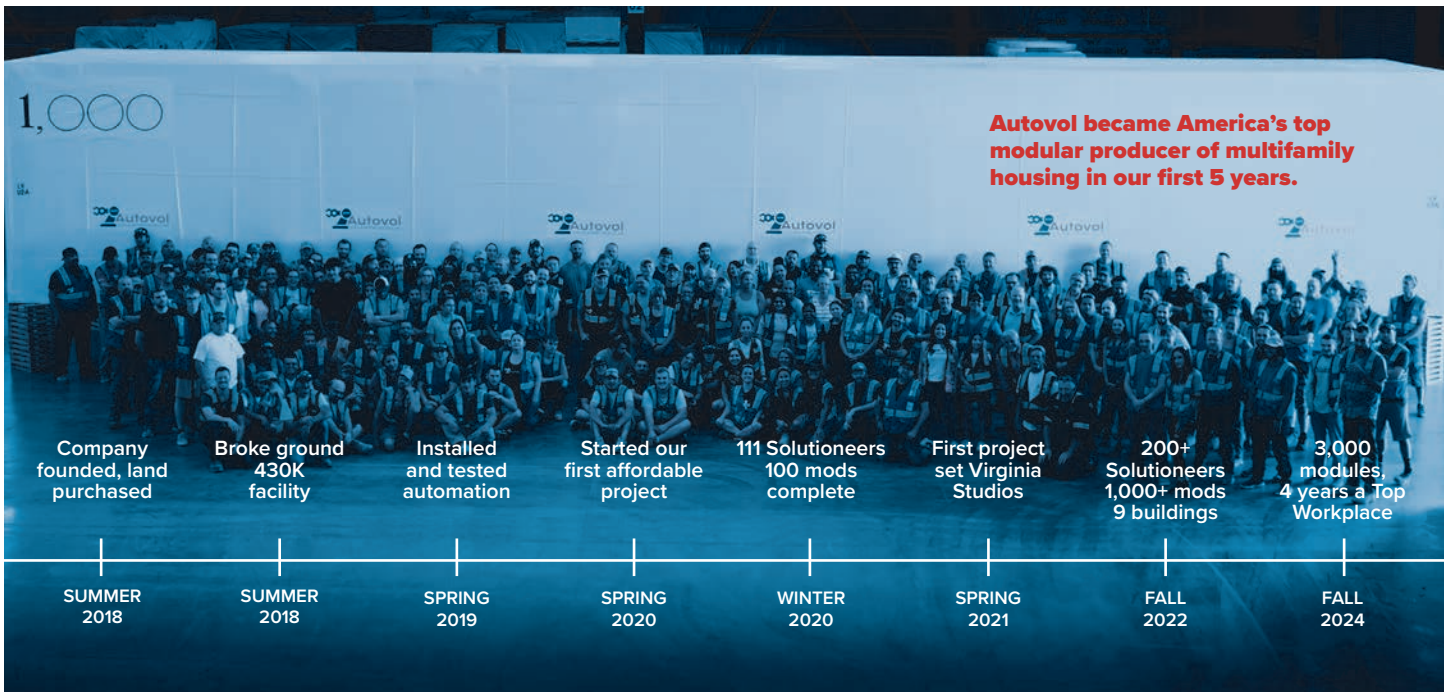 1,000
Autovol became America's top
modular producer of multifamily
housing in our first 5 years.
Autovol
Autovol
Autovol
Autovol
Autovol
Autovol
Company
founded, land
purchased
Broke ground
430K
facility
Installed
and tested
automation
Started our
first affordable
project
111 Solutioneers
100 mods
complete
First project
set Virginia
Studios
200+
Solutioneers
1,000+ mods
9 buildings
3,000
modules,
4 years a Top
Workplace
SUMMER
2018
SUMMER
2018
SPRING
2019
SPRING
2020
WINTER
2020
SPRING
2021
FALL
2022
FALL
2024